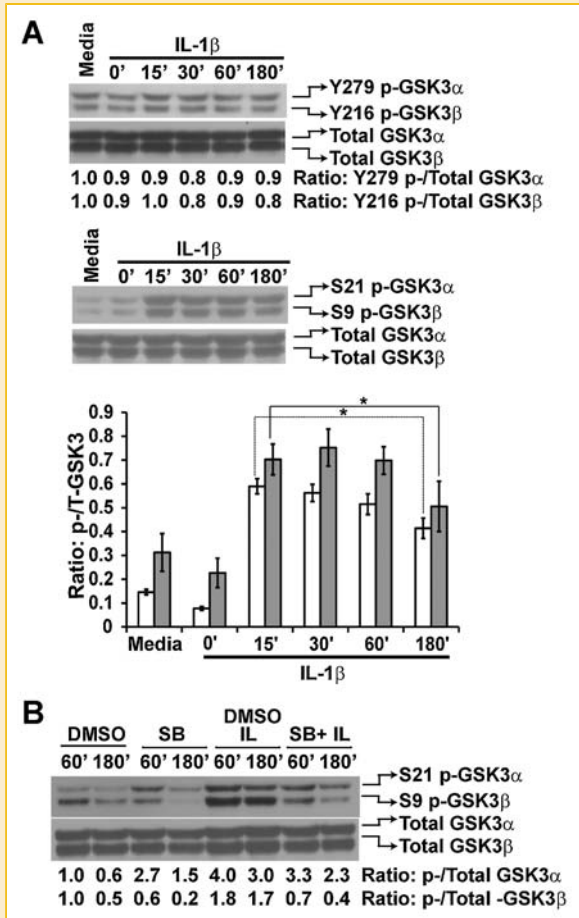 A
Media
IL-1β
0' 15' 30' 60' 180'
Y279 p-GSK3α
Y216 p-GSK3β
Total GSK3α
Total GSK3β
1.0 0.9 0.9 0.8 0.9 0.9 Ratio: Y279 p-/Total GSK3α
1.0 0.9 1.0 0.8 0.9 0.8 Ratio: Y216 p-/Total GSK3β
Media
IL-1β
0' 15' 30' 60' 180'
S21 p-GSK3α
S9 p-GSK3β
Total GSK3α
Total GSK3β
Ratio: p-/T-GSK3
0.9
0.8
0.7
0.6
0.5
0.4
0.3
0.2
0.1
0
*
*
Media 0' 15' 30' 60' 180'
IL-1β
B
DMSO SB DMSO IL SB+ IL
60' 180' 60' 180' 60' 180' 60' 180'
S21 p-GSK3α
S9 p-GSK3β
Total GSK3α
Total GSK3β
1.0 0.6 2.7 1.5 4.0 3.0 3.3 2.3 Ratio: p-/Total GSK3α
1.0 0.5 0.6 0.2 1.8 1.7 0.7 0.4 Ratio: p-/Total -GSK3β